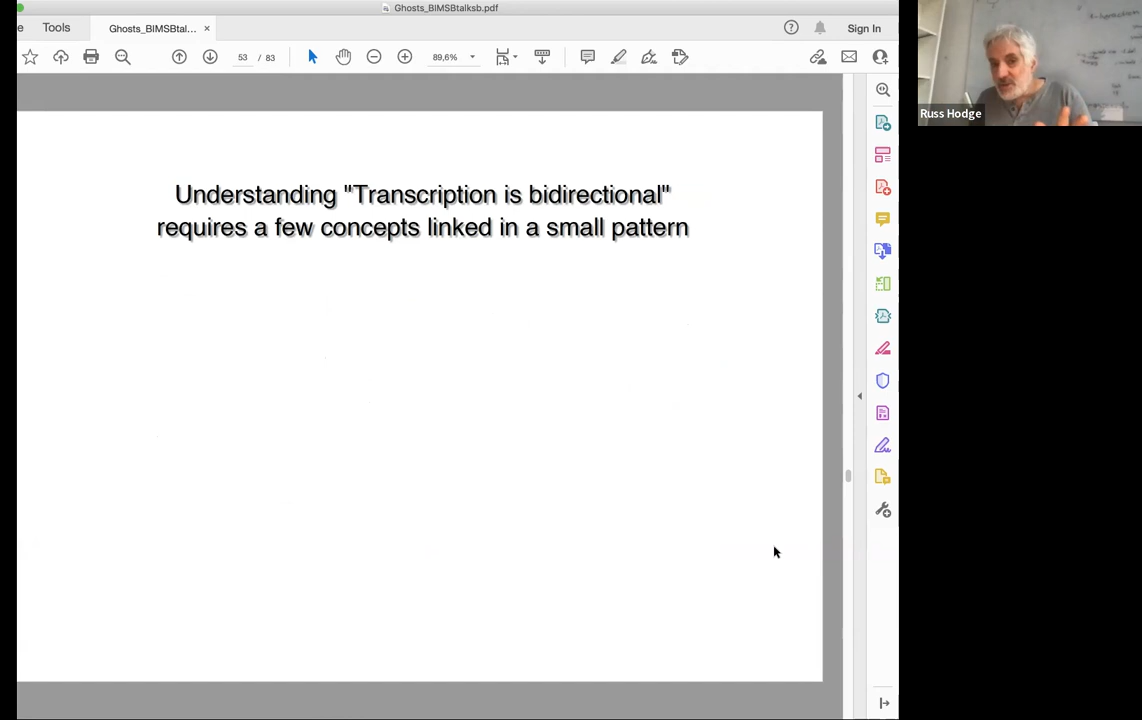 Ghosts_BIMSBtalksb.pdf
e Tools Ghosts_BIMSBtal... × Sign In
53 / 83 89,6%
Russ Hodge
Understanding "Transcription is bidirectional"
requires a few concepts linked in a small pattern